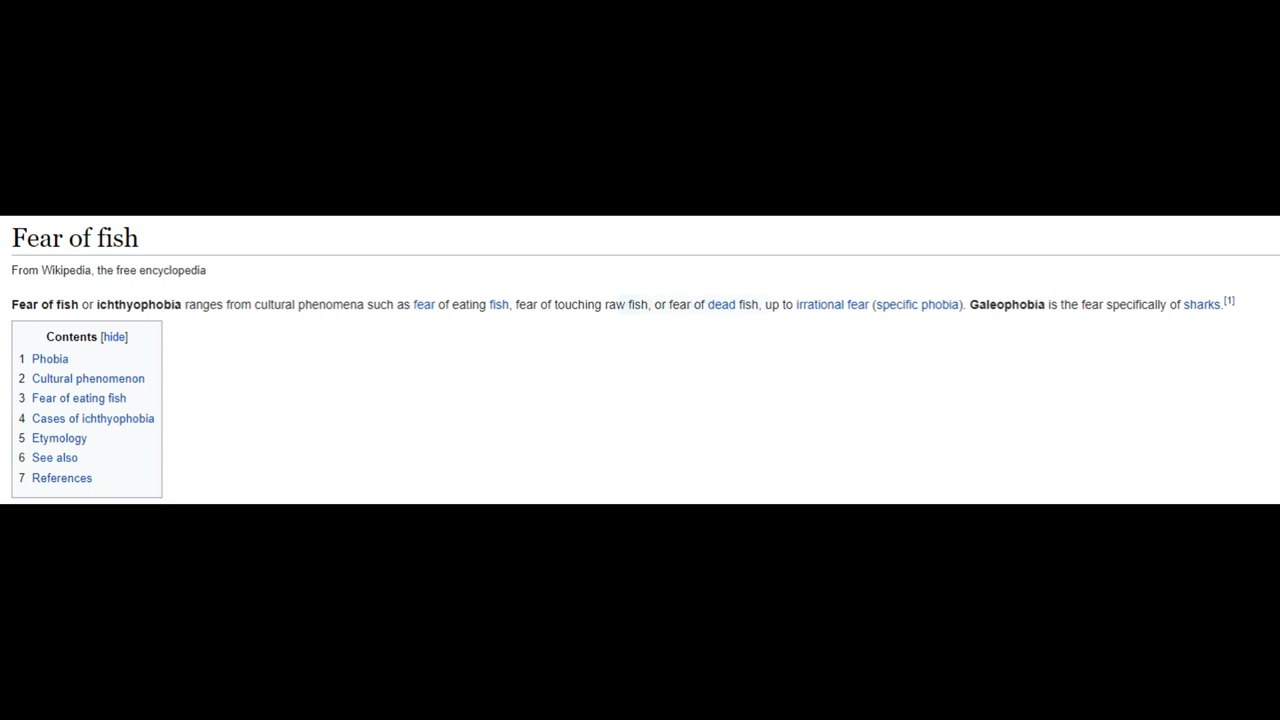 Fear of fish
From Wikipedia, the free encyclopedia
Fear of fish or ichthyophobia ranges from cultural phenomena such as fear of eating fish, fear of touching raw fish, or fear of dead fish, up to irrational fear (specific phobia). Galeophobia is the fear specifically of sharks.[1]
Contents [hide]
1 Phobia
2 Cultural phenomenon
3 Fear of eating fish
4 Cases of ichthyophobia
5 Etymology
6 See also
7 References